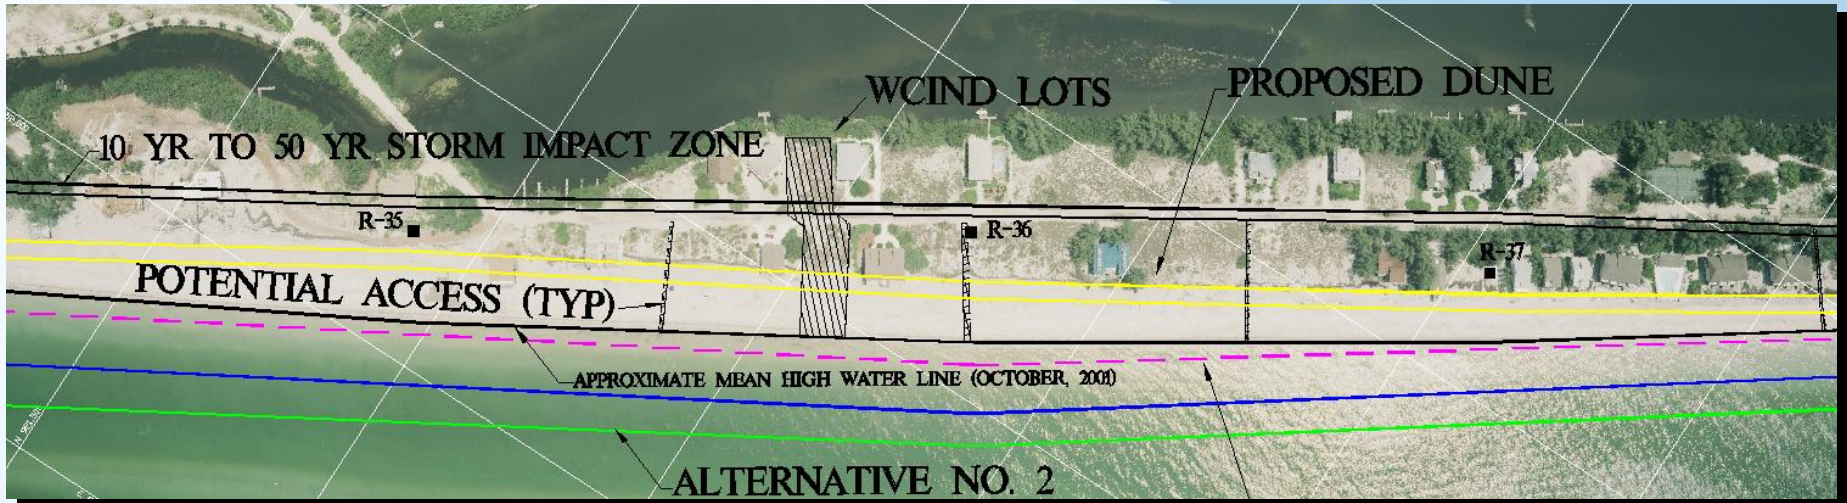 WCIND LOTS
PROPOSED DUNE
10 YR TO 50 YR STORM IMPACT ZONE
R-35
R-36
R-37
POTENTIAL ACCESS (TYP)
APPROXIMATE MEAN HIGH WATER LINE (OCTOBER, 2001)
ALTERNATIVE NO. 2